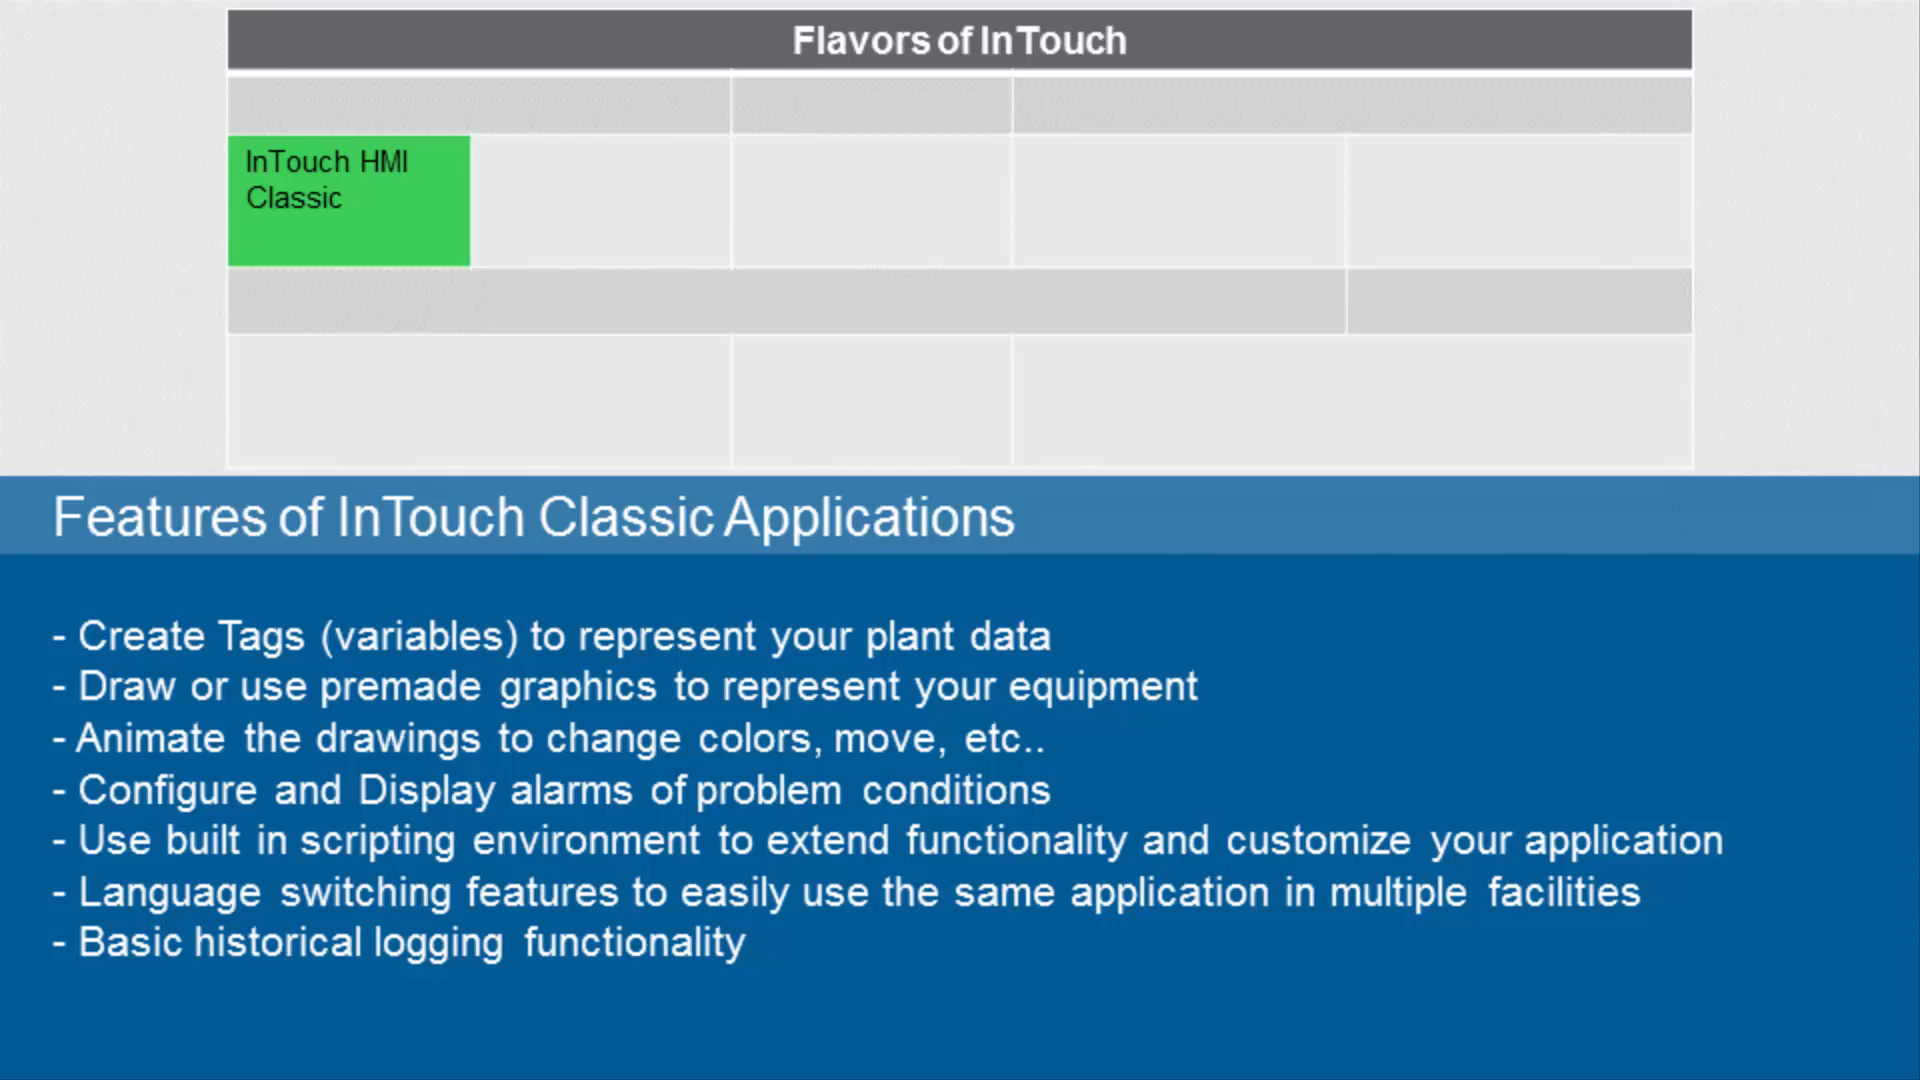 Flavors of InTouch
InTouch HMI
Classic
Features of InTouch Classic Applications
- Create Tags (variables) to represent your plant data
- Draw or use premade graphics to represent your equipment
- Animate the drawings to change colors, move, etc..
- Configure and Display alarms of problem conditions
- Use built in scripting environment to extend functionality and customize your application
- Language switching features to easily use the same application in multiple facilities
- Basic historical logging functionality